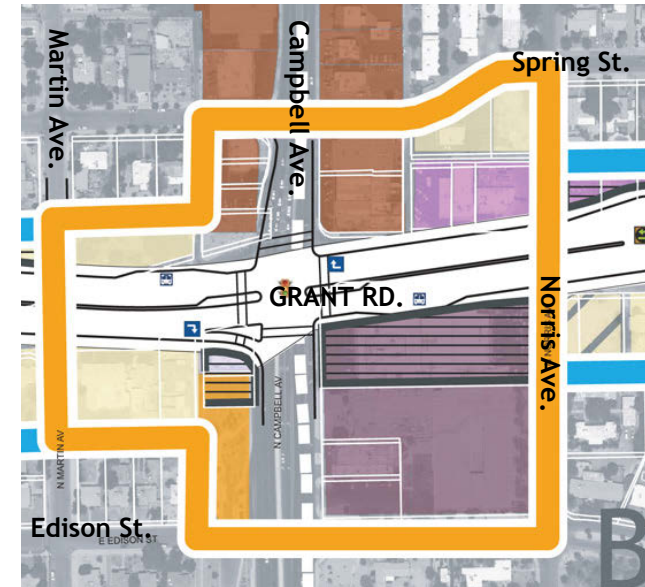 Martin Ave.
Campbell Ave.
Spring St.
GRANT RD.
Norris Ave.
N CAMPBELL AV
N MARTIN AV
Edison St.
E EDISON ST
B